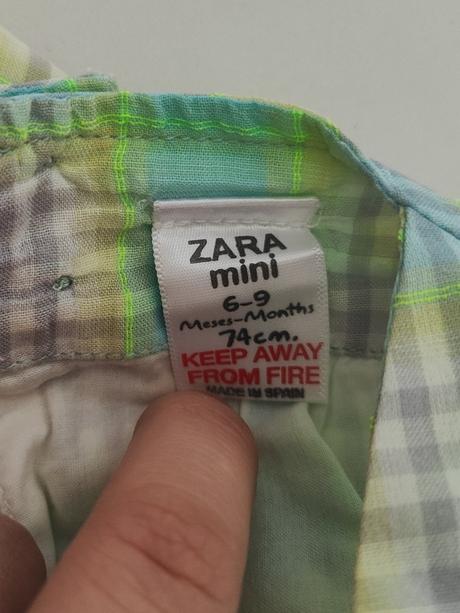 ZARA
mini
6-9
Meses-Months
74cm.
KEEP AWAY
FROM FIRE
MADE IN SPAIN